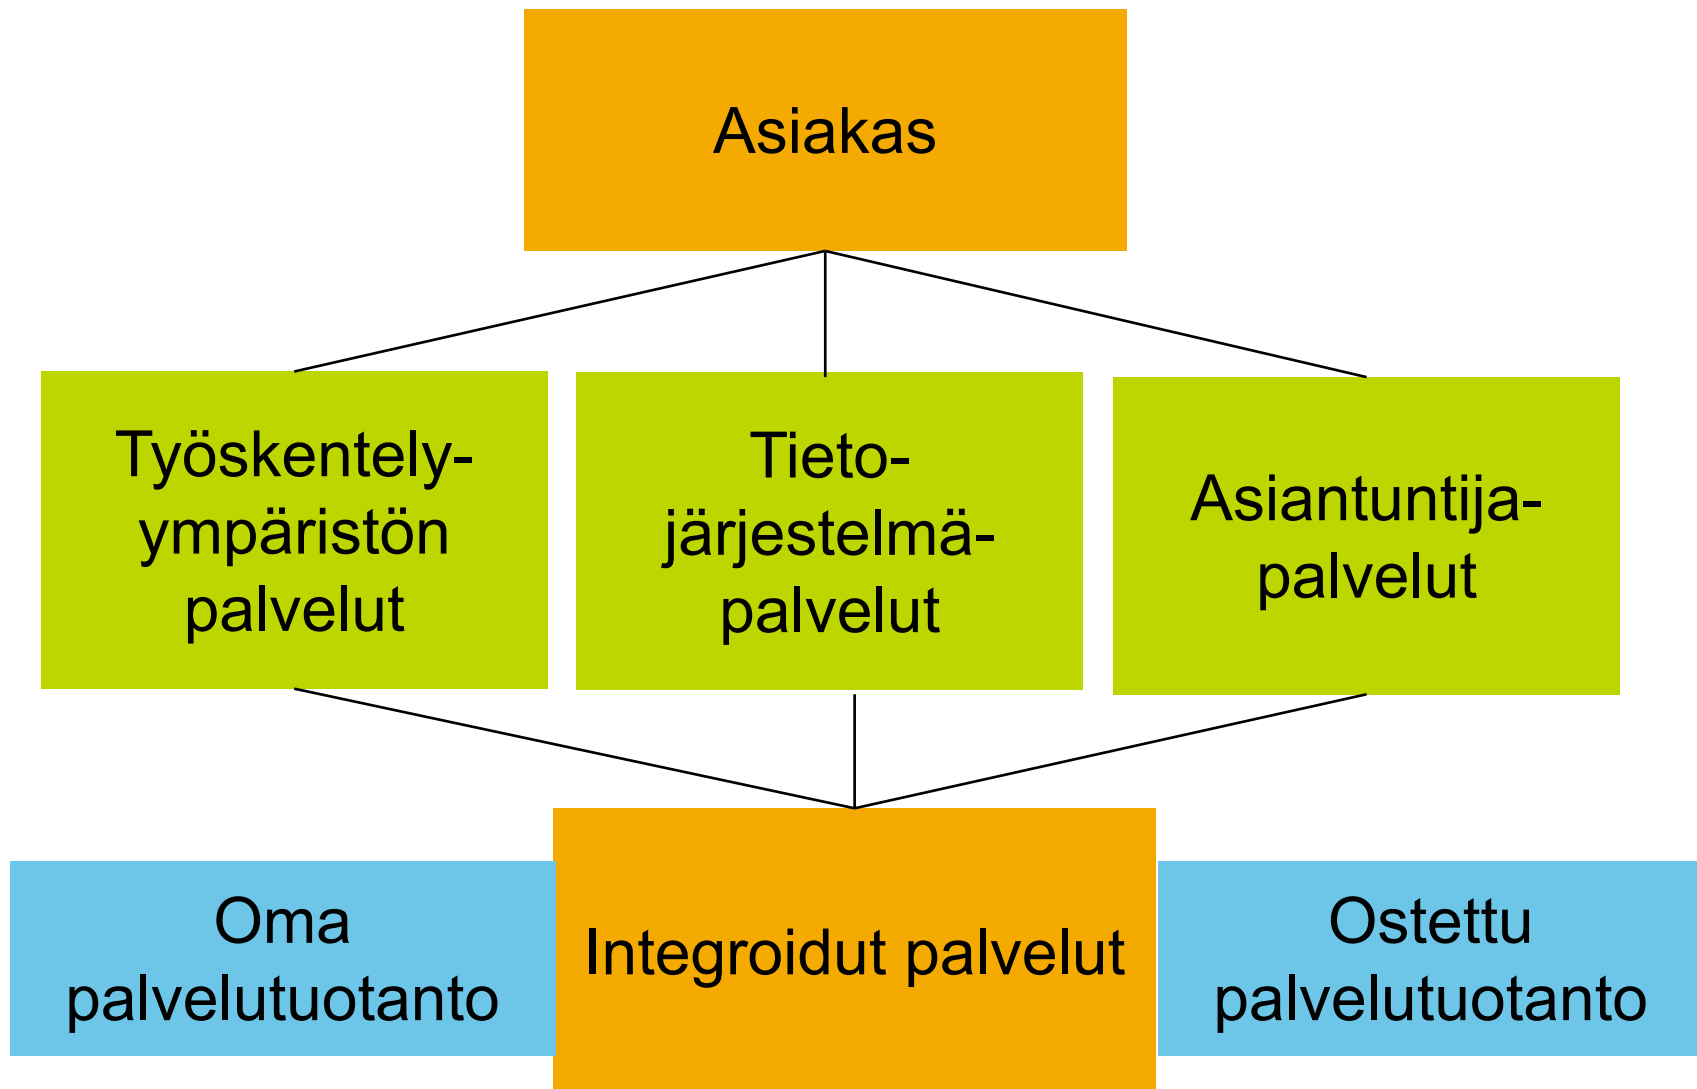 Asiakas
Työskentely-
ympäristön
palvelut
Tieto-
järjestelmä-
palvelut
Asiantuntija-
palvelut
Oma
palvelutuotanto
Integroidut palvelut
Ostettu
palvelutuotanto